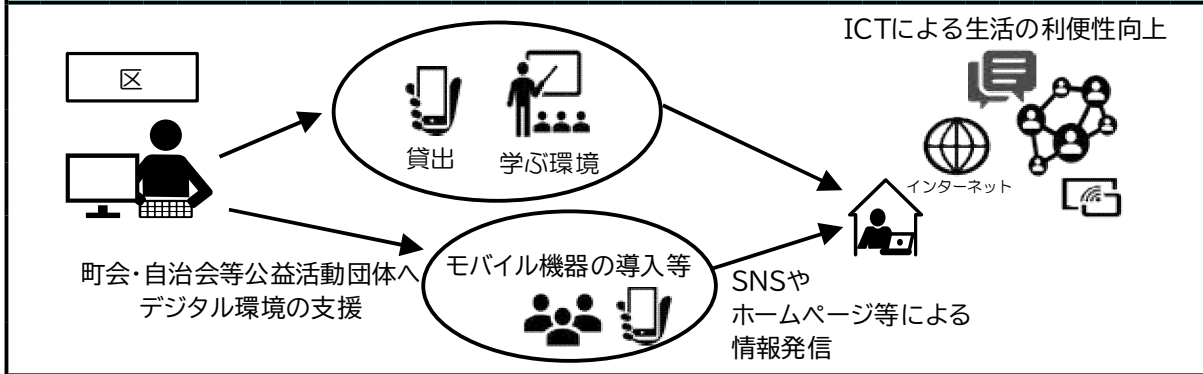 ICTによる生活の利便性向上
区
貸出
学ぶ環境
インターネット
町会・自治会等公益活動団体へ
デジタル環境の支援
モバイル機器の導入等
SNSや
ホームページ等による
情報発信